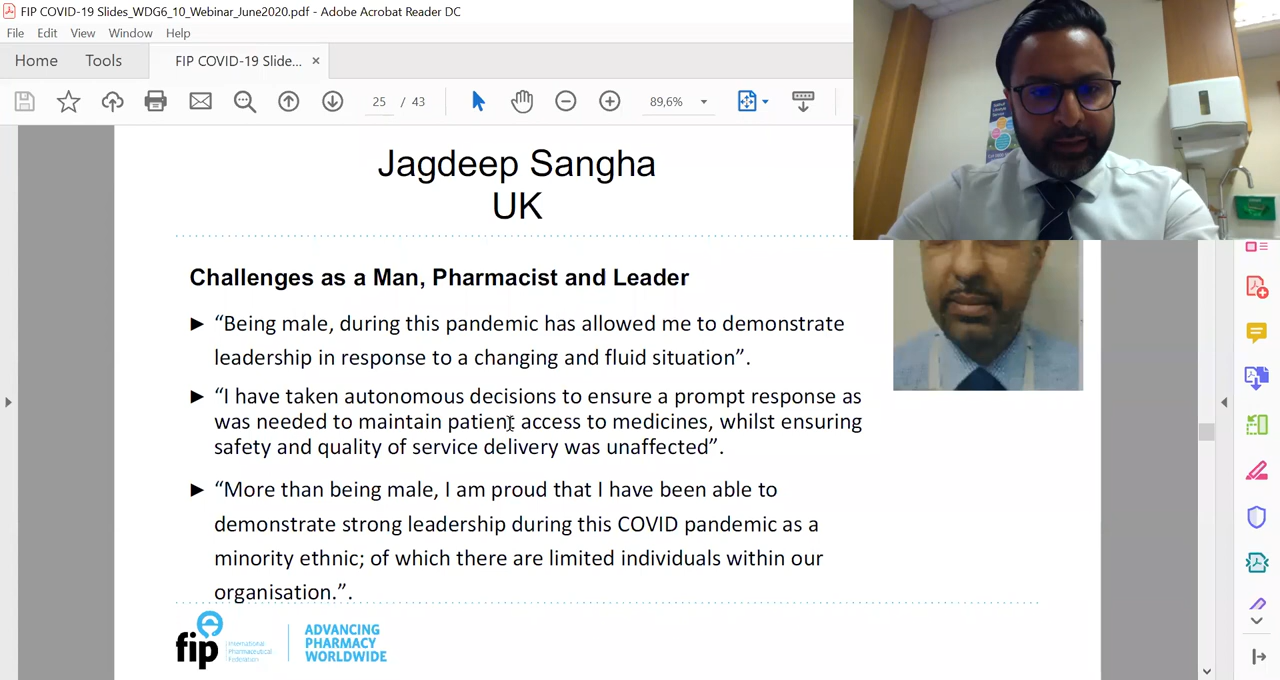 FIP COVID-19 Slides_WDG6_10_Webinar_June2020.pdf - Adobe Acrobat Reader DC
File Edit View Window Help
Home Tools FIP COVID-19 Slide... ×
25 / 43 89,6%
Jagdeep Sangha
UK
Challenges as a Man, Pharmacist and Leader
► “Being male, during this pandemic has allowed me to demonstrate
leadership in response to a changing and fluid situation”.
► “I have taken autonomous decisions to ensure a prompt response as
was needed to maintain patient access to medicines, whilst ensuring
safety and quality of service delivery was unaffected”.
► “More than being male, I am proud that I have been able to
demonstrate strong leadership during this COVID pandemic as a
minority ethnic; of which there are limited individuals within our
organisation.”.
fip
International
Pharmaceutical
Federation
ADVANCING
PHARMACY
WORLDWIDE